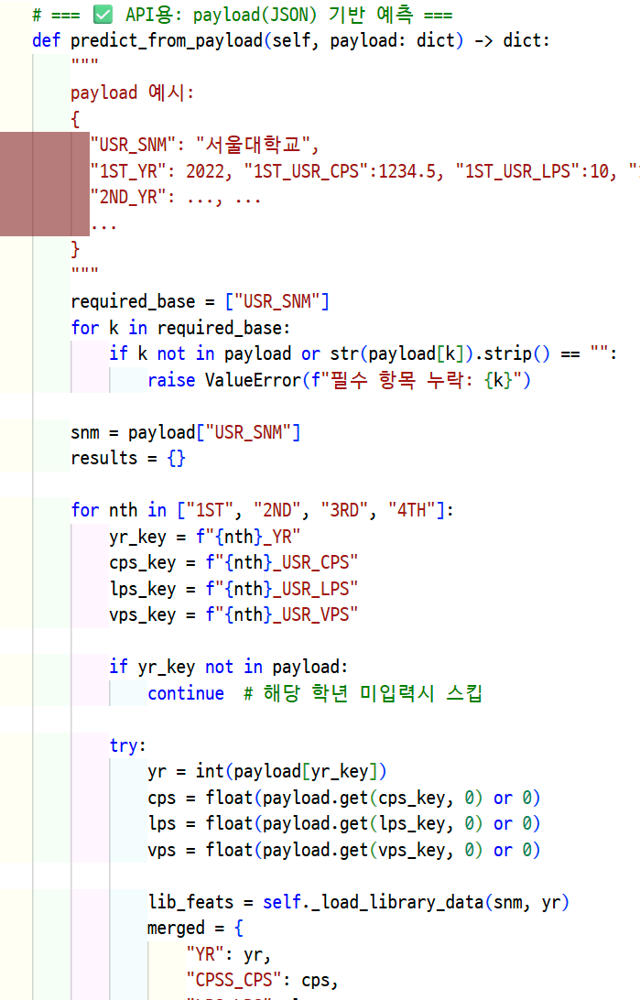 # === ✅ API용: payload(JSON) 기반 예측 ===
def predict_from_payload(self, payload: dict) -> dict:
"""
payload 예시:
{
"USR_SNM": "서울대학교",
"1ST_YR": 2022, "1ST_USR_CPS":1234.5, "1ST_USR_LPS":10, "
"2ND_YR": ..., ...
...
}
"""
required_base = ["USR_SNM"]
for k in required_base:
if k not in payload or str(payload[k]).strip() == "":
raise ValueError(f"필수 항목 누락: {k}")
snm = payload["USR_SNM"]
results = {}
for nth in ["1ST", "2ND", "3RD", "4TH"]:
yr_key = f"{nth}_YR"
cps_key = f"{nth}_USR_CPS"
lps_key = f"{nth}_USR_LPS"
vps_key = f"{nth}_USR_VPS"
if yr_key not in payload:
continue # 해당 학년 미입력시 스킵
try:
yr = int(payload[yr_key])
cps = float(payload.get(cps_key, 0) or 0)
lps = float(payload.get(lps_key, 0) or 0)
vps = float(payload.get(vps_key, 0) or 0)
lib_feats = self._load_library_data(snm, yr)
merged = {
"YR": yr,
"CPSS_CPS": cps,